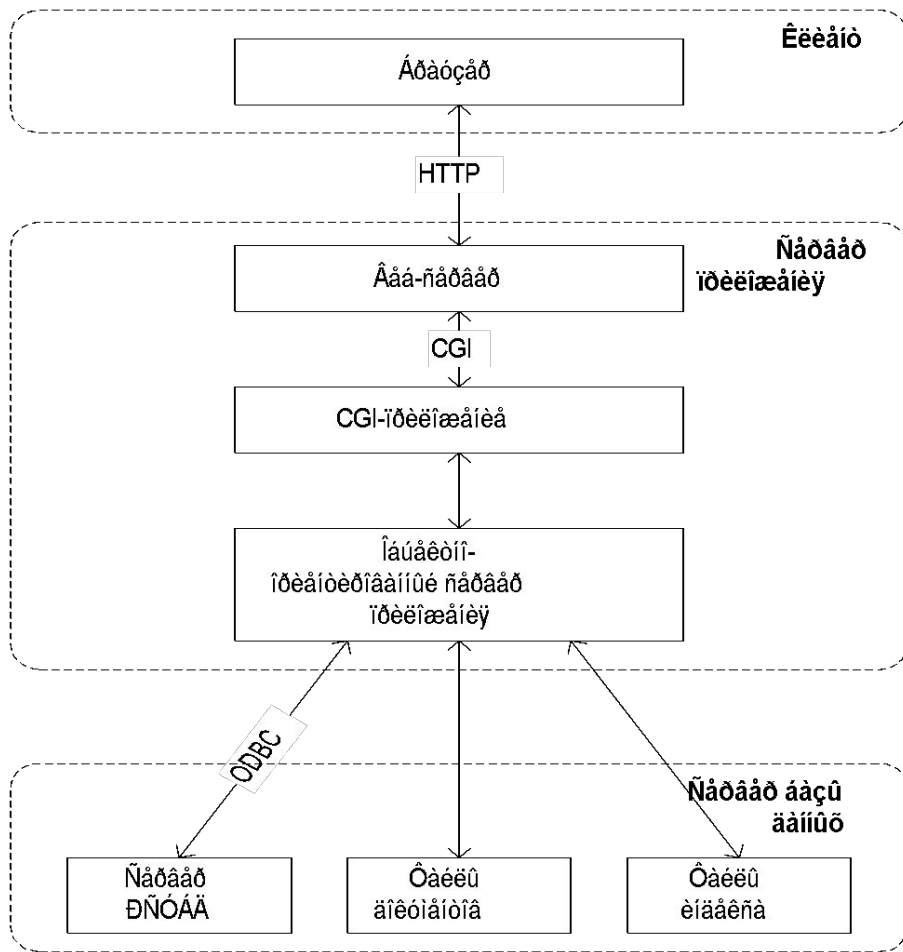 Êëèåíò
Áðàóçåð
HTTP
Ñåðâåð
ïðèëîæåíèÿ
Âåá-ñåðâåð
CGI
CGI-ïðèëîæåíèå
Îáúåêòíî-
îðèåíòèðîâàííûé ñåðâåð
ïðèëîæåíèÿ
ODBC
Ñåðâåð áàçû
äàííûõ
Ñåðâåð
ÐÑÓÁÄ
Ôàéëû
äîêóìåíòîâ
Ôàéëû
èíäåêñà